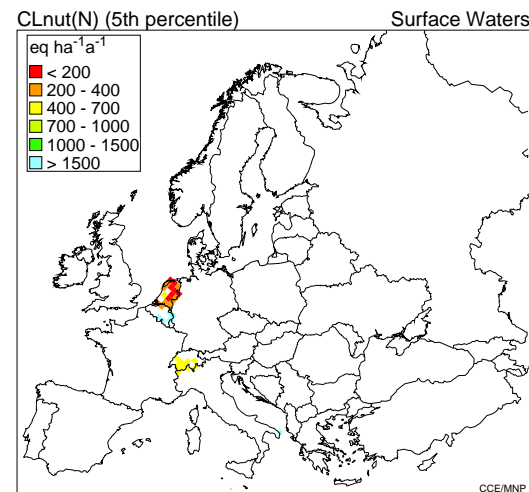 CLnut(N) (5th percentile) Surface Waters
eq ha⁻¹a⁻¹
< 200
200 - 400
400 - 700
700 - 1000
1000 - 1500
> 1500
CCE/MNP